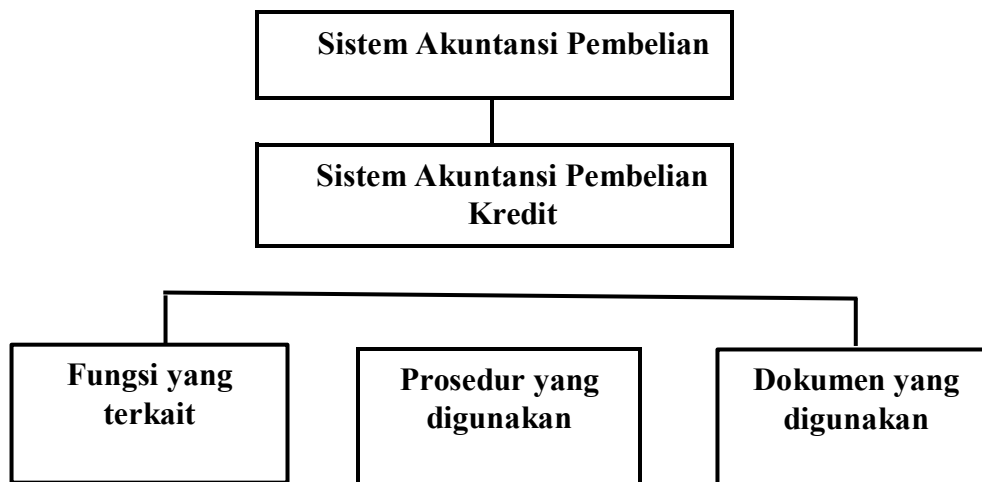 Sistem Akuntansi Pembelian
Sistem Akuntansi Pembelian
Kredit
Fungsi yang
terkait
Prosedur yang
digunakan
Dokumen yang
digunakan